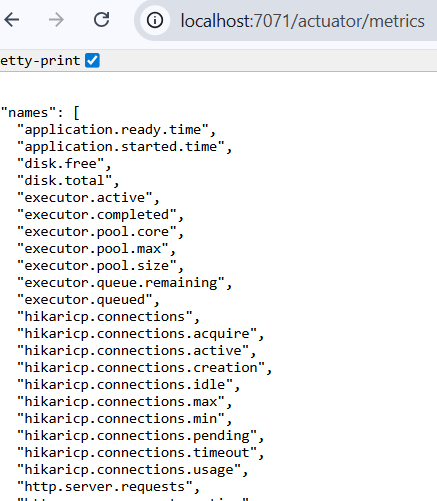 localhost:7071/actuator/metrics
etty-print
"names": [
"application.ready.time",
"application.started.time",
"disk.free",
"disk.total",
"executor.active",
"executor.completed",
"executor.pool.core",
"executor.pool.max",
"executor.pool.size",
"executor.queue.remaining",
"executor.queued",
"hikaricp.connections",
"hikaricp.connections.acquire",
"hikaricp.connections.active",
"hikaricp.connections.creation",
"hikaricp.connections.idle",
"hikaricp.connections.max",
"hikaricp.connections.min",
"hikaricp.connections.pending",
"hikaricp.connections.timeout",
"hikaricp.connections.usage",
"http.server.requests",